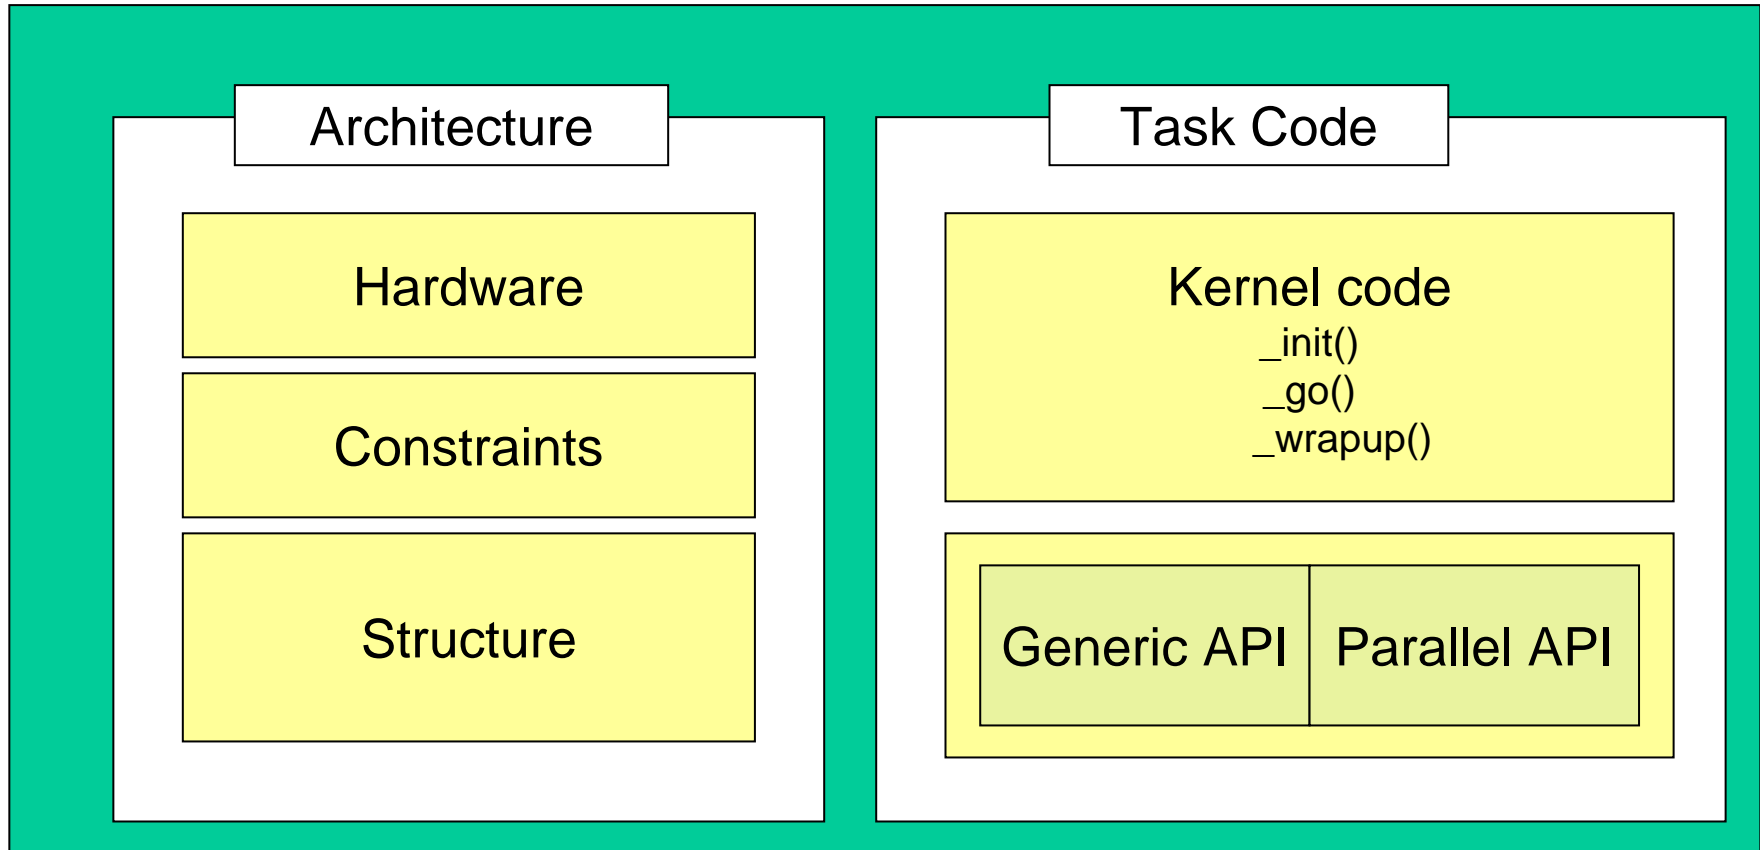 Architecture
Hardware
Constraints
Structure
Task Code
Kernel code
_init()
_go()
_wrapup()
Generic API
Parallel API